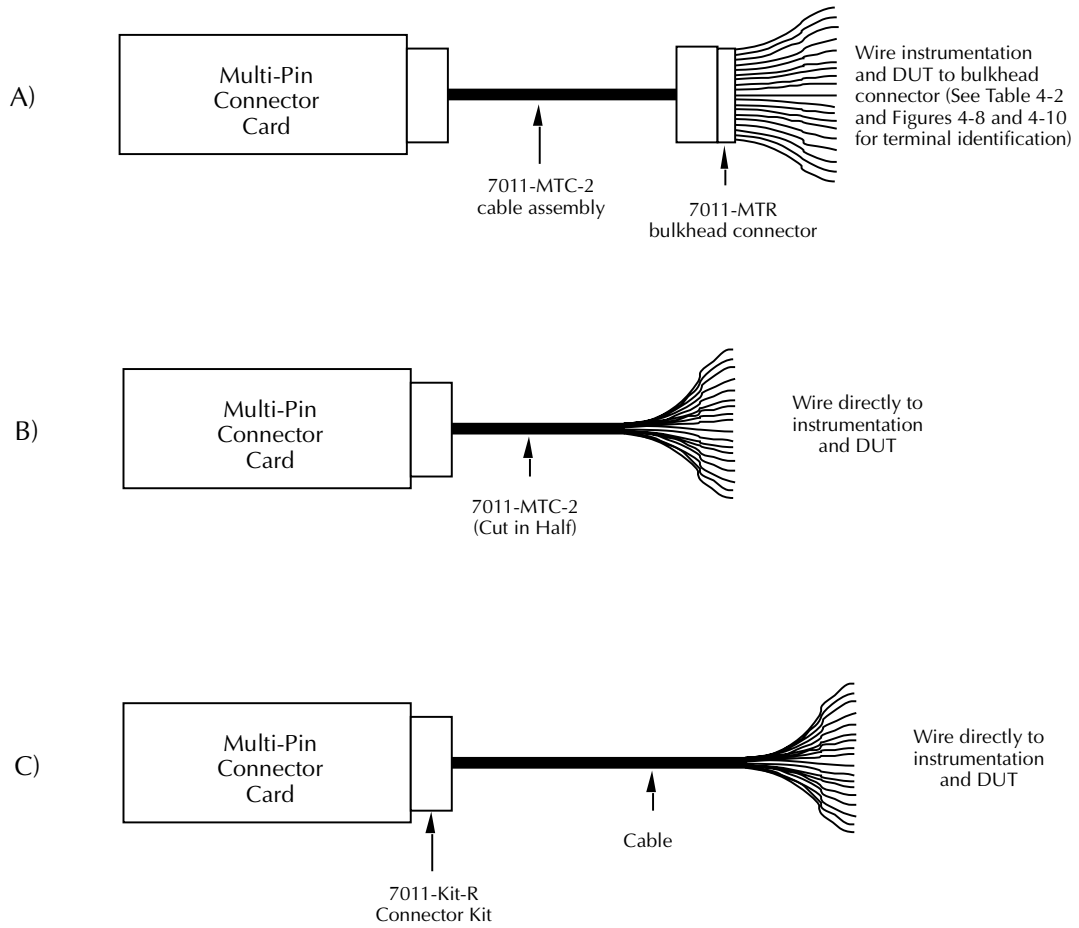 A)
Multi-Pin
Connector
Card
7011-MTC-2
cable assembly
7011-MTR
bulkhead connector
Wire instrumentation
and DUT to bulkhead
connector (See Table 4-2
and Figures 4-8 and 4-10
for terminal identification)
B)
Multi-Pin
Connector
Card
7011-MTC-2
(Cut in Half)
Wire directly to
instrumentation
and DUT
C)
Multi-Pin
Connector
Card
7011-Kit-R
Connector Kit
Cable
Wire directly to
instrumentation
and DUT